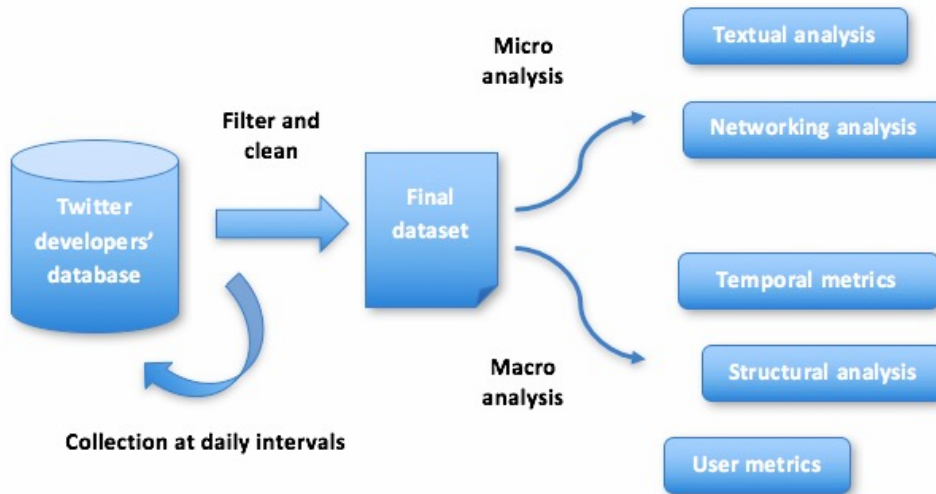 Micro
analysis
Textual analysis
Networking analysis
Filter and
clean
Twitter
developers’
database
Final
dataset
Temporal metrics
Structural analysis
Macro
analysis
User metrics
Collection at daily intervals